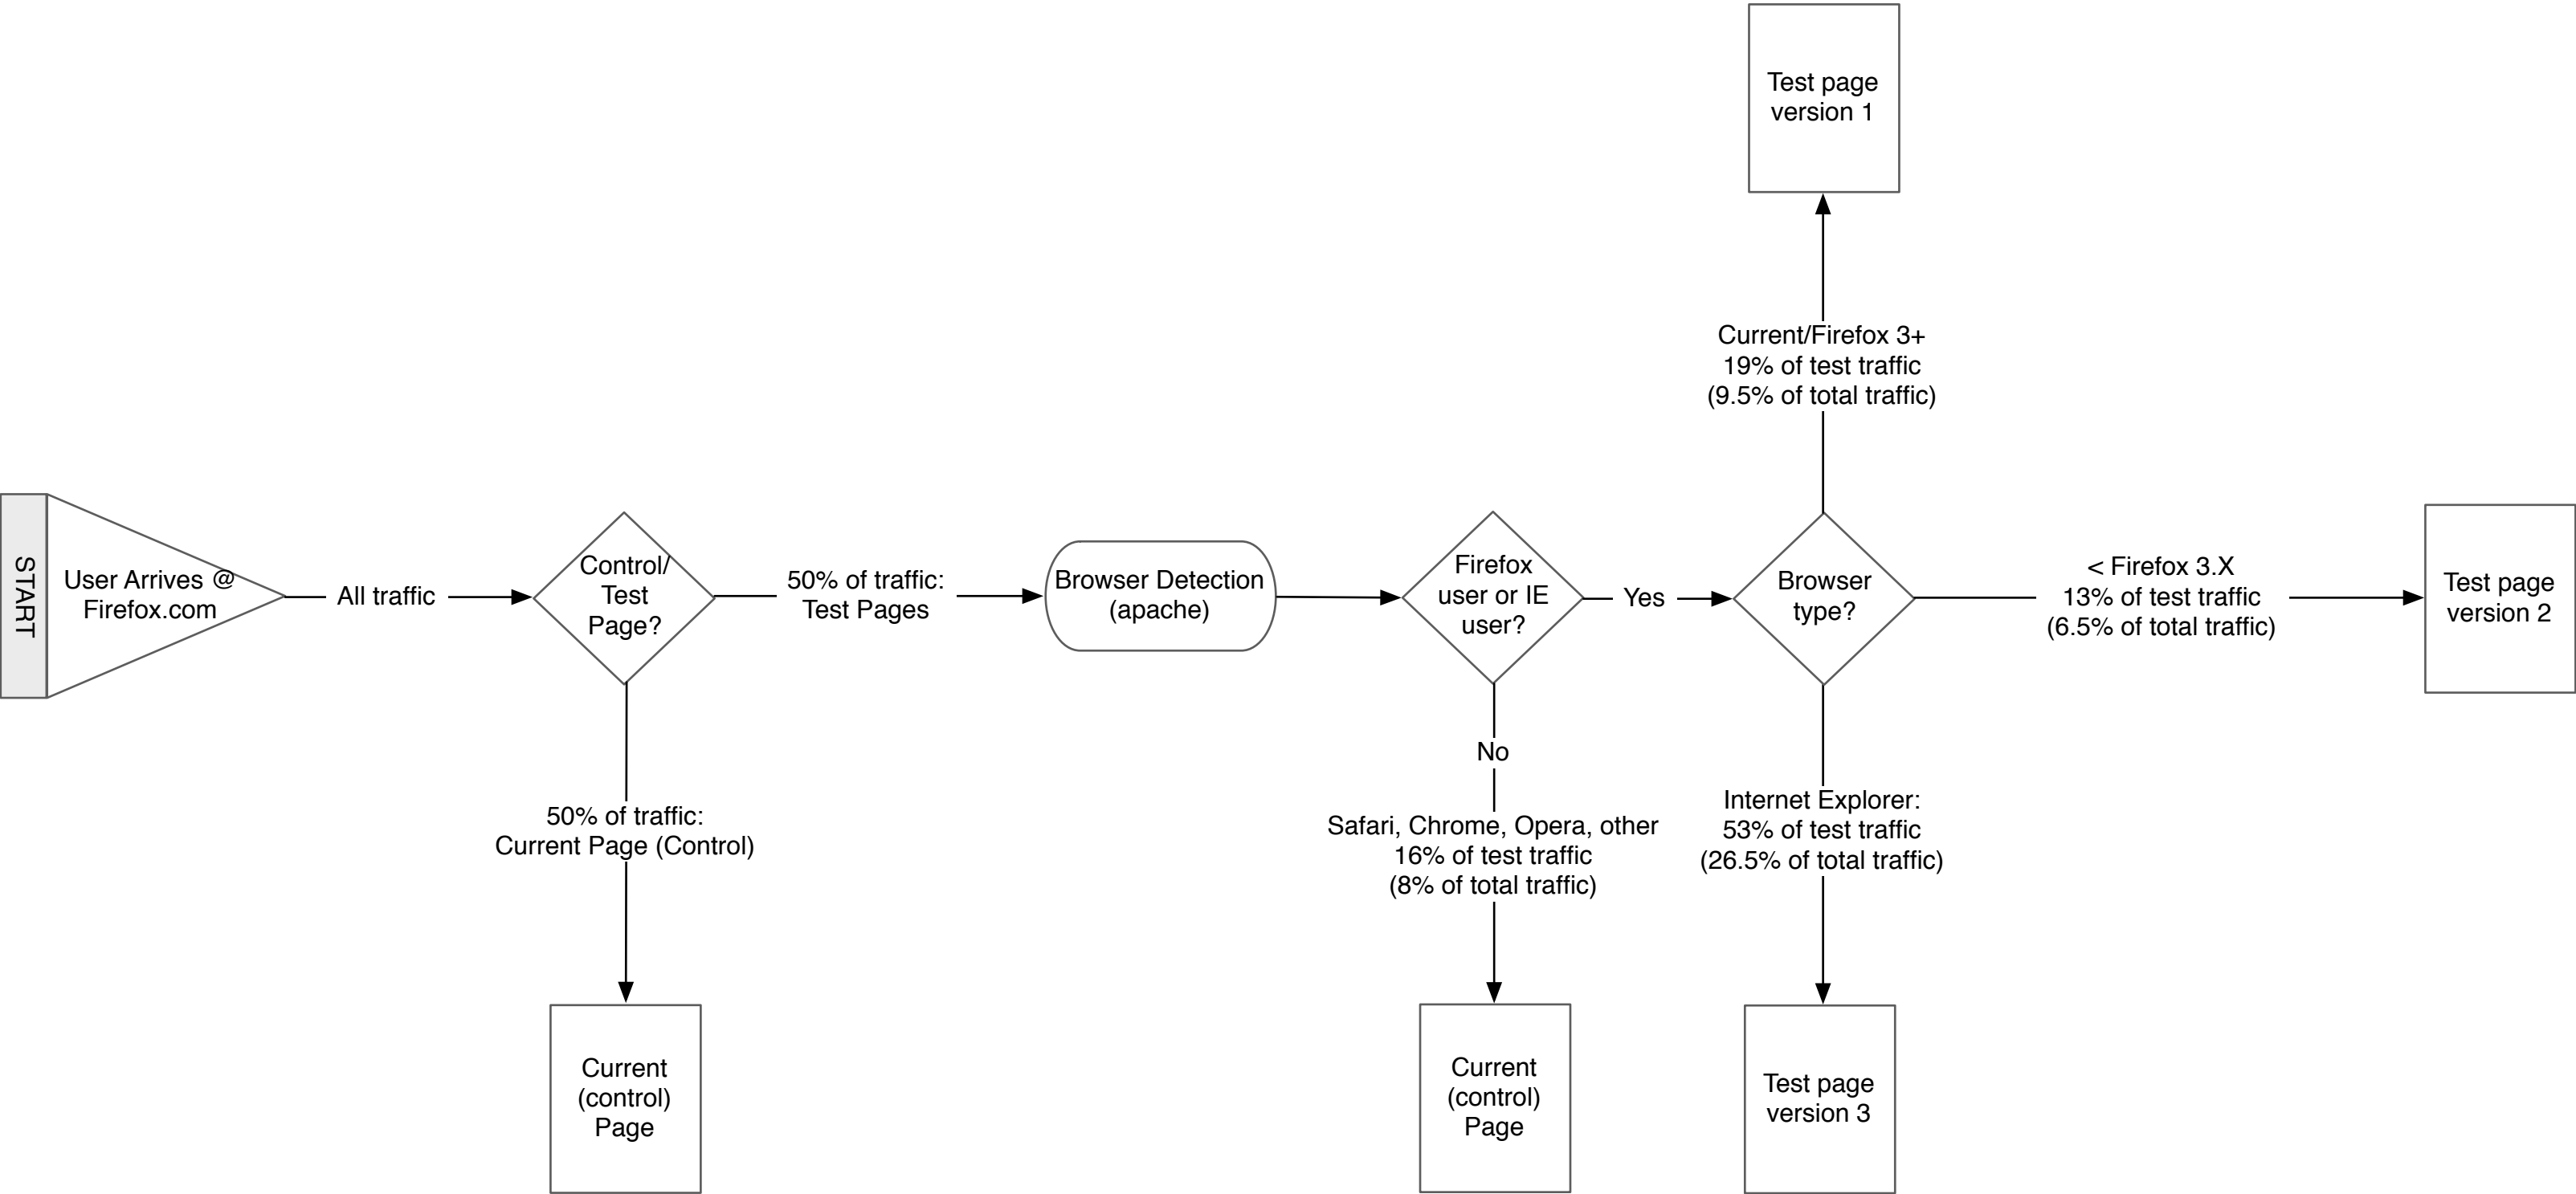 Test page
version 1
Current/Firefox 3+
19% of test traffic
(9.5% of total traffic)
START
User Arrives @
Firefox.com
All traffic
Control/
Test
Page?
50% of traffic:
Test Pages
Browser Detection
(apache)
Firefox
user or IE
user?
Yes
Browser
type?
< Firefox 3.X
13% of test traffic
(6.5% of total traffic)
Test page
version 2
50% of traffic:
Current Page (Control)
No
Safari, Chrome, Opera, other
16% of test traffic
(8% of total traffic)
Internet Explorer:
53% of test traffic
(26.5% of total traffic)
Current
(control)
Page
Current
(control)
Page
Test page
version 3